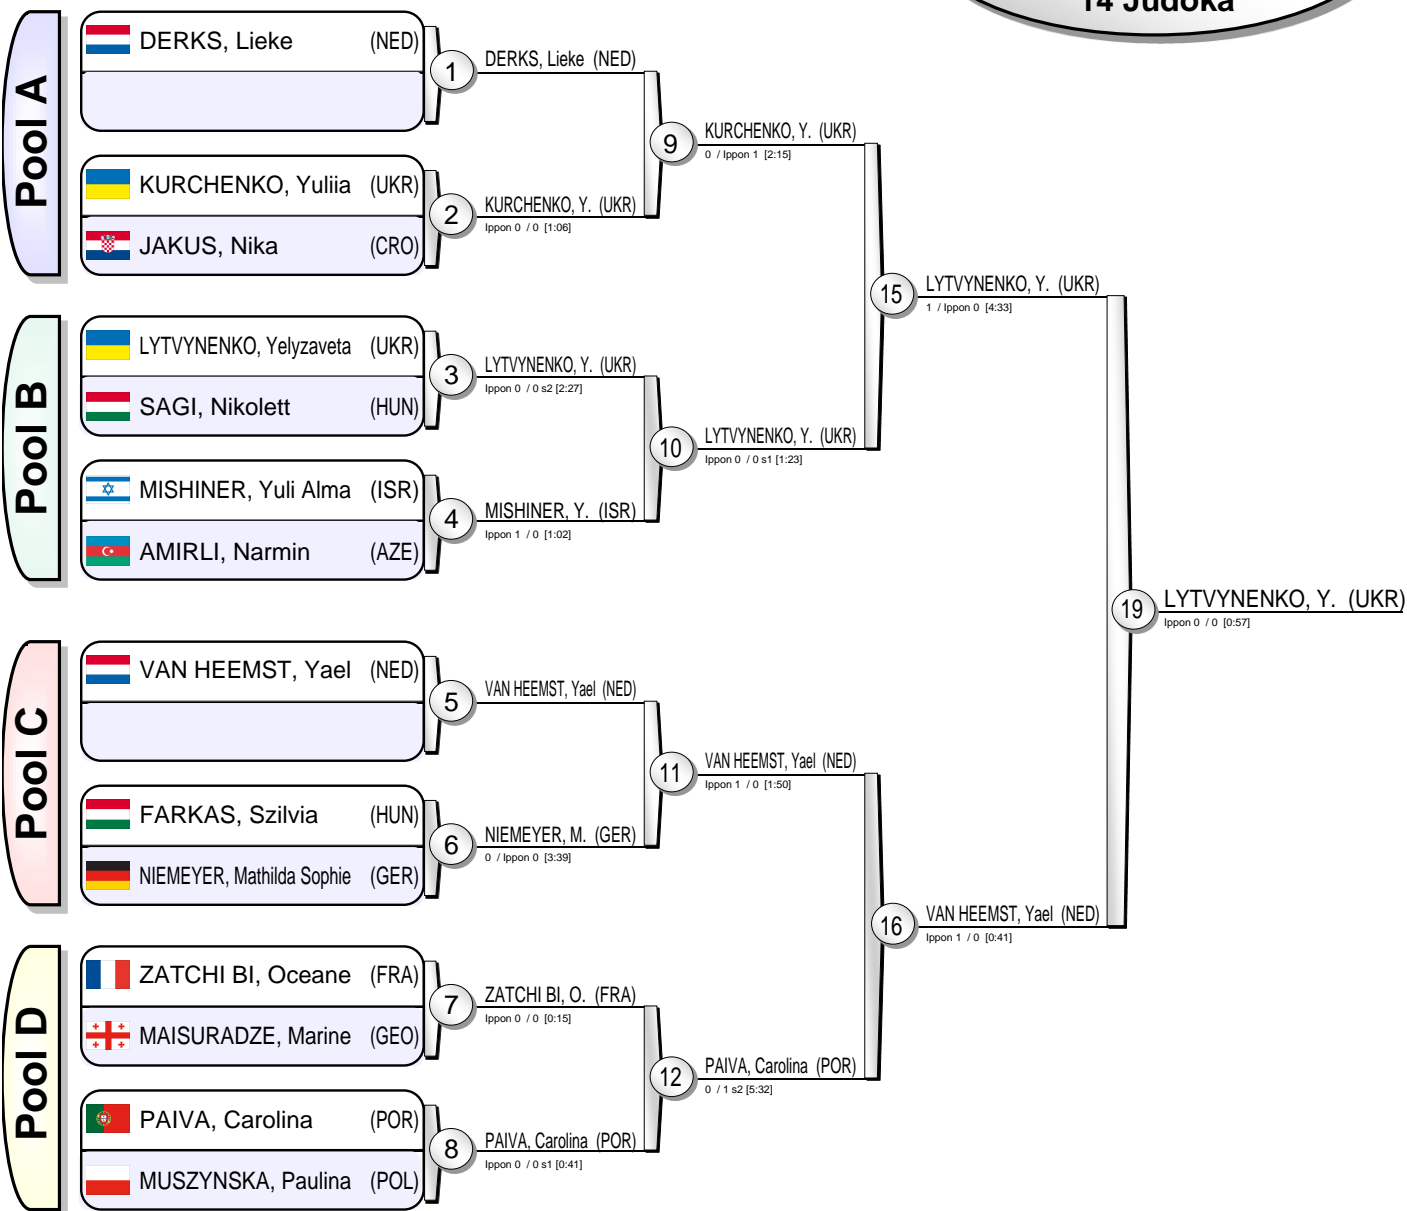 14 Judoka
Pool A
DERKS, Lieke (NED)
KURCHENKO, Yuliia (UKR)
JAKUS, Nika (CRO)
Pool B
LYTVYNENKO, Yelyzaveta (UKR)
SAGI, Nikolett (HUN)
MISHINER, Yuli Alma (ISR)
AMIRLI, Narmin (AZE)
Pool C
VAN HEEMST, Yael (NED)
FARKAS, Szilvia (HUN)
NIEMEYER, Mathilda Sophie (GER)
Pool D
ZATCHI BI, Oceane (FRA)
MAISURADZE, Marine (GEO)
PAIVA, Carolina (POR)
MUSZYNSKA, Paulina (POL)
1 DERKS, Lieke (NED)
2 KURCHENKO, Y. (UKR)
Ippon 0 / 0 [1:06]
3 LYTVYNENKO, Y. (UKR)
Ippon 0 / 0 s2 [2:27]
4 MISHINER, Y. (ISR)
Ippon 1 / 0 [1:02]
5 VAN HEEMST, Yael (NED)
6 NIEMEYER, M. (GER)
0 / Ippon 0 [3:39]
7 ZATCHI BI, O. (FRA)
Ippon 0 / 0 [0:15]
8 PAIVA, Carolina (POR)
Ippon 0 / 0 s1 [0:41]
9 KURCHENKO, Y. (UKR)
0 / Ippon 1 [2:15]
10 LYTVYNENKO, Y. (UKR)
Ippon 0 / 0 s1 [1:23]
11 VAN HEEMST, Yael (NED)
Ippon 1 / 0 [1:50]
12 PAIVA, Carolina (POR)
0 / 1 s2 [5:32]
15 LYTVYNENKO, Y. (UKR)
1 / Ippon 0 [4:33]
16 VAN HEEMST, Yael (NED)
Ippon 1 / 0 [0:41]
19 LYTVYNENKO, Y. (UKR)
Ippon 0 / 0 [0:57]